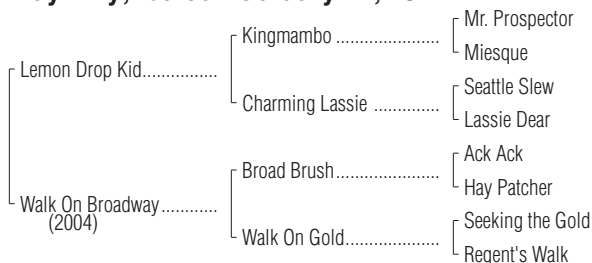 Kingmambo ..................
Mr. Prospector
Miesque
Lemon Drop Kid...............
Charming Lassie ..............
Seattle Slew
Lassie Dear
Broad Brush....................
Ack Ack
Hay Patcher
Walk On Broadway............
(2004)
Walk On Gold..................
Seeking the Gold
Regent's Walk